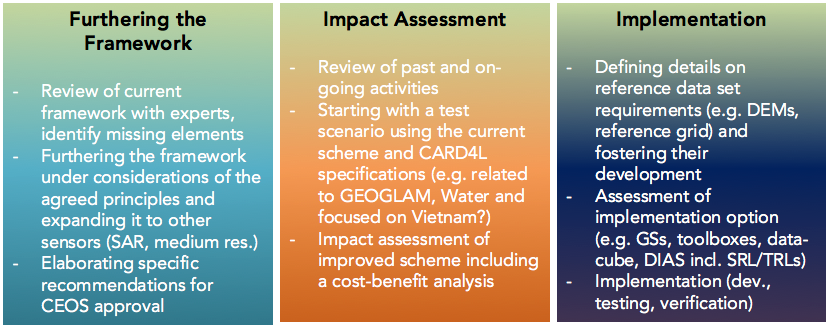 Furthering the
Framework
- Review of current
framework with experts,
identify missing elements
- Furthering the framework
under considerations of the
agreed principles and
expanding it to other
sensors (SAR, medium res.)
- Elaborating specific
recommendations for
CEOS approval
Impact Assessment
- Review of past and on-
going activities
- Starting with a test
scenario using the current
scheme and CARD4L
specifications (e.g. related
to GEOGLAM, Water and
focused on Vietnam?)
- Impact assessment of
improved scheme including
a cost-benefit analysis
Implementation
- Defining details on
reference data set
requirements (e.g. DEMs,
reference grid) and
fostering their
development
- Assessment of
implementation option
(e.g. GSs, toolboxes, data-
cube, DIAS incl. SRL/TRLs)
- Implementation (dev.,
testing, verification)